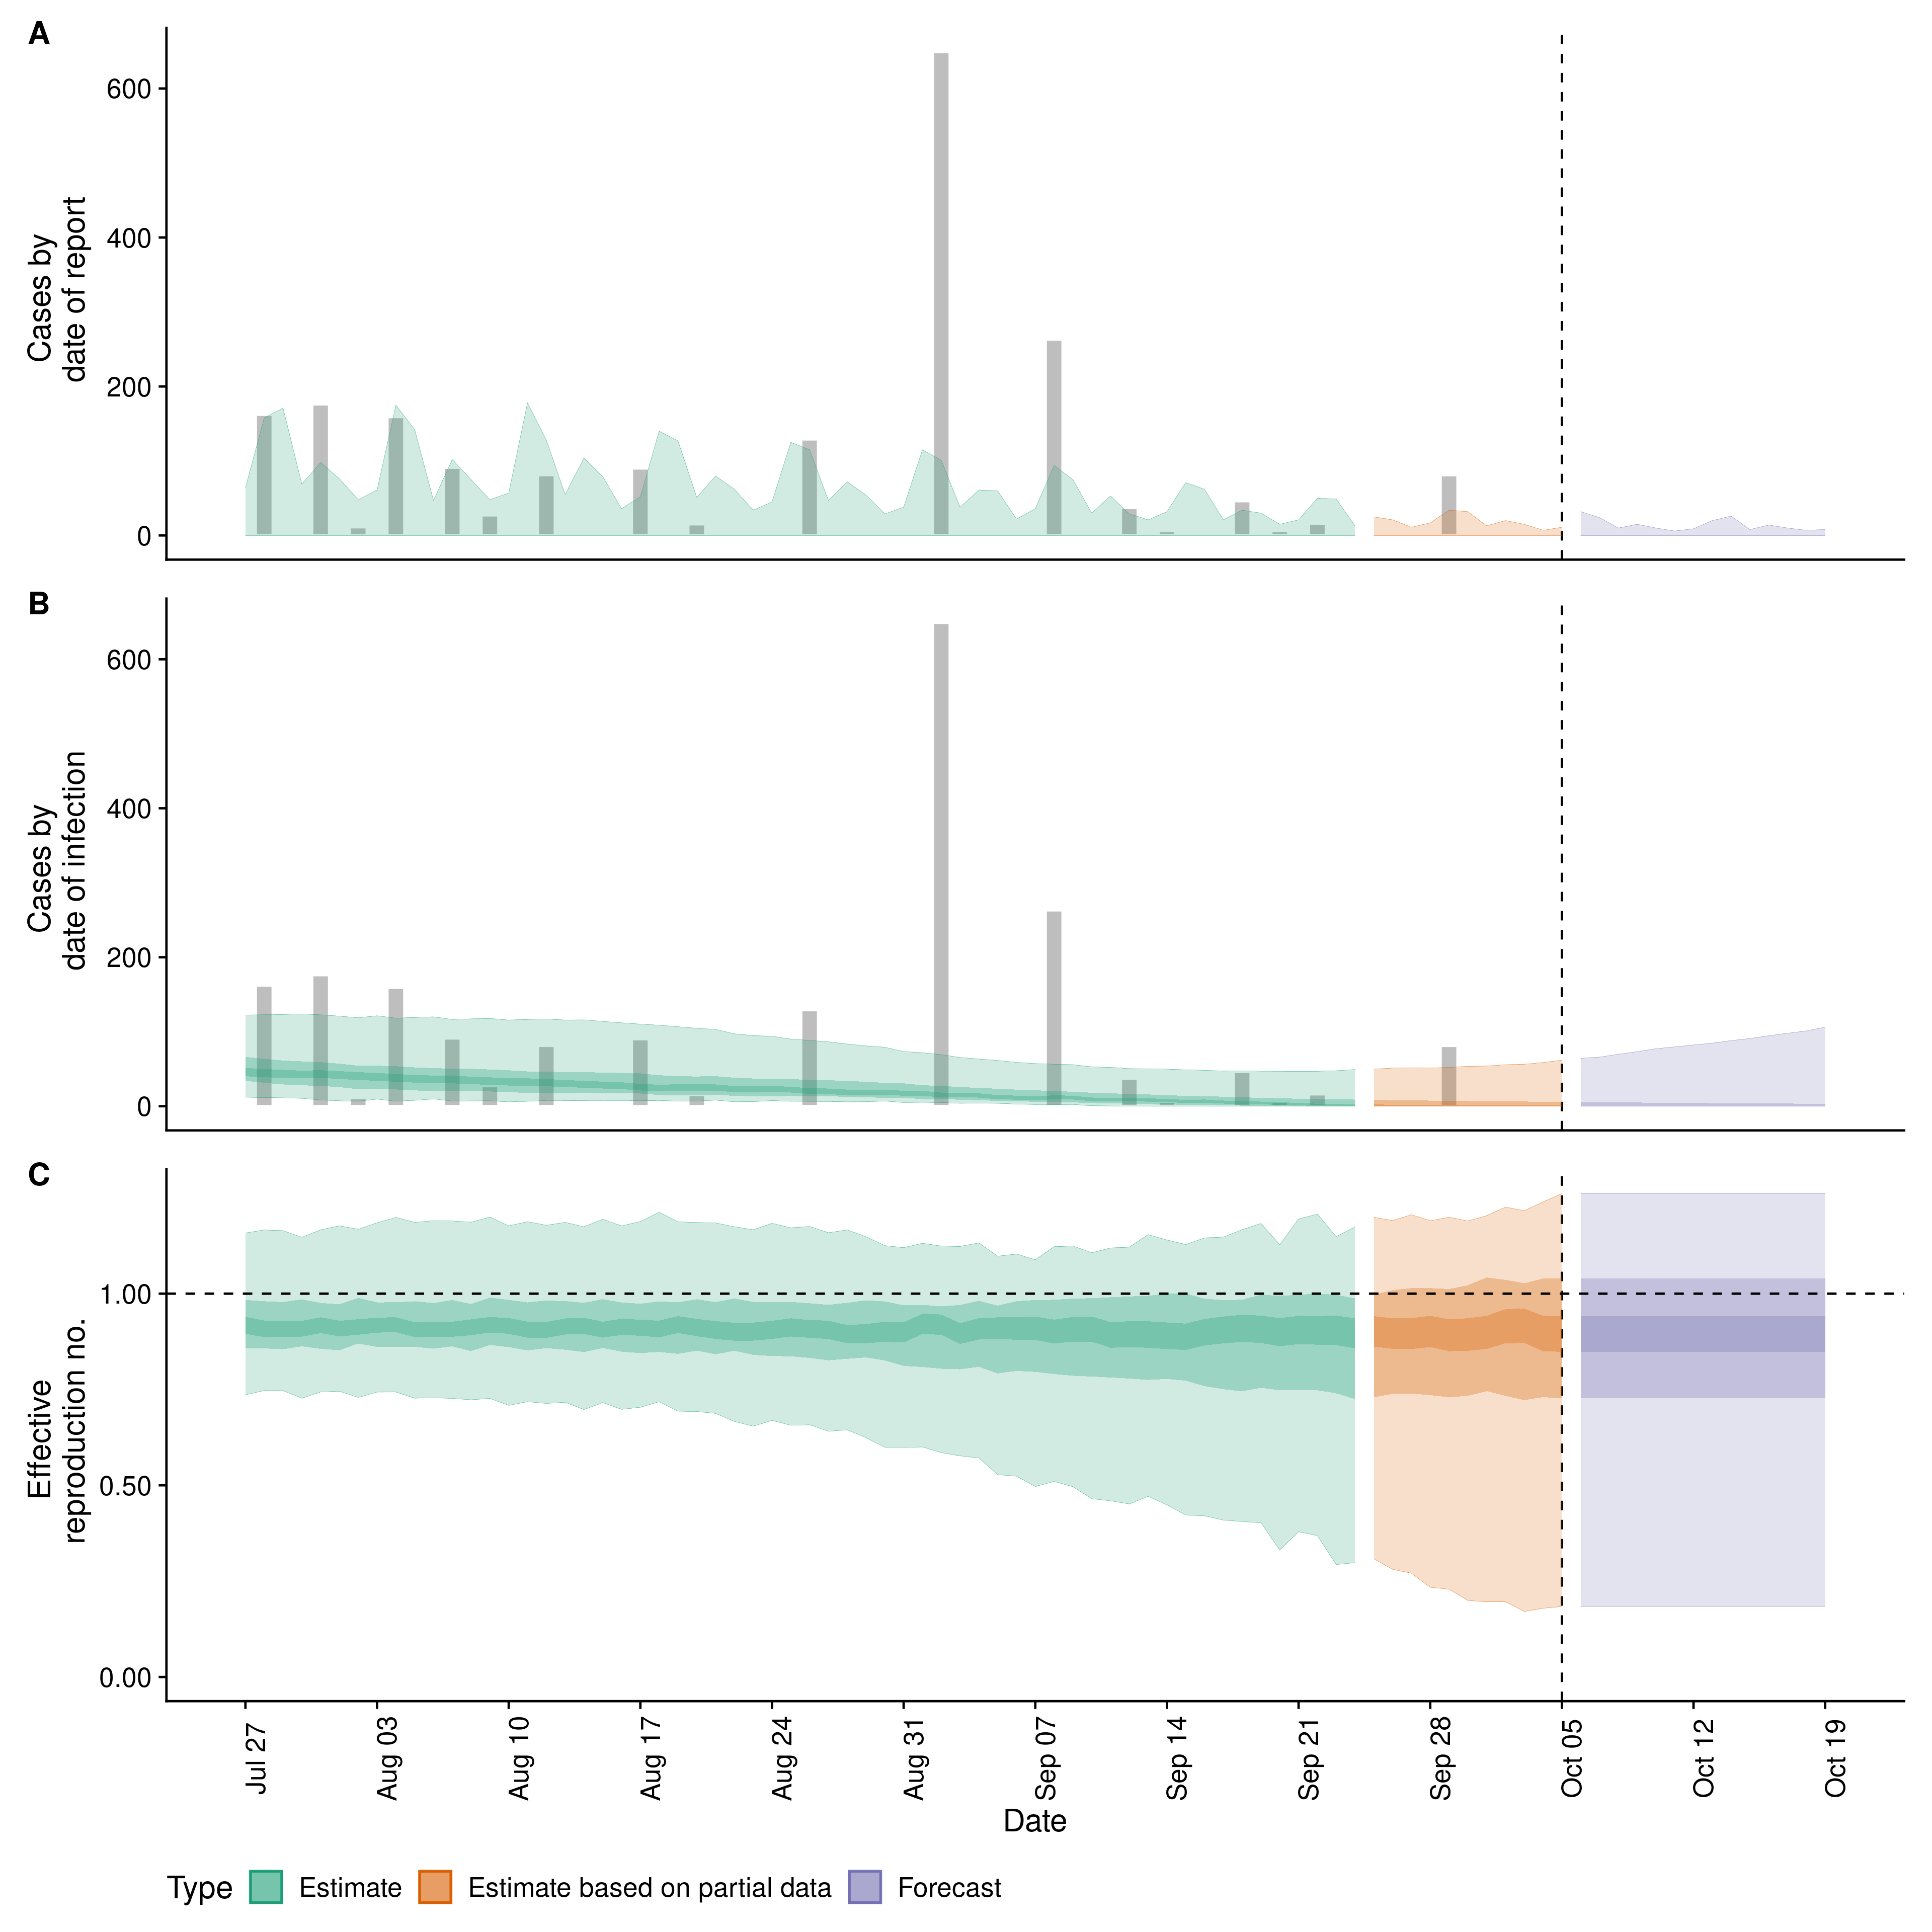 A
600
400
200
0
Cases by
date of report
B
600
400
200
0
Cases by
date of infection
C
1.00
0.50
0.00
Effective
reproduction no.
Jul 27
Aug 03
Aug 10
Aug 17
Aug 24
Aug 31
Sep 07
Sep 14
Sep 21
Sep 28
Oct 05
Oct 12
Oct 19
Date
Type Estimate Estimate based on partial data Forecast